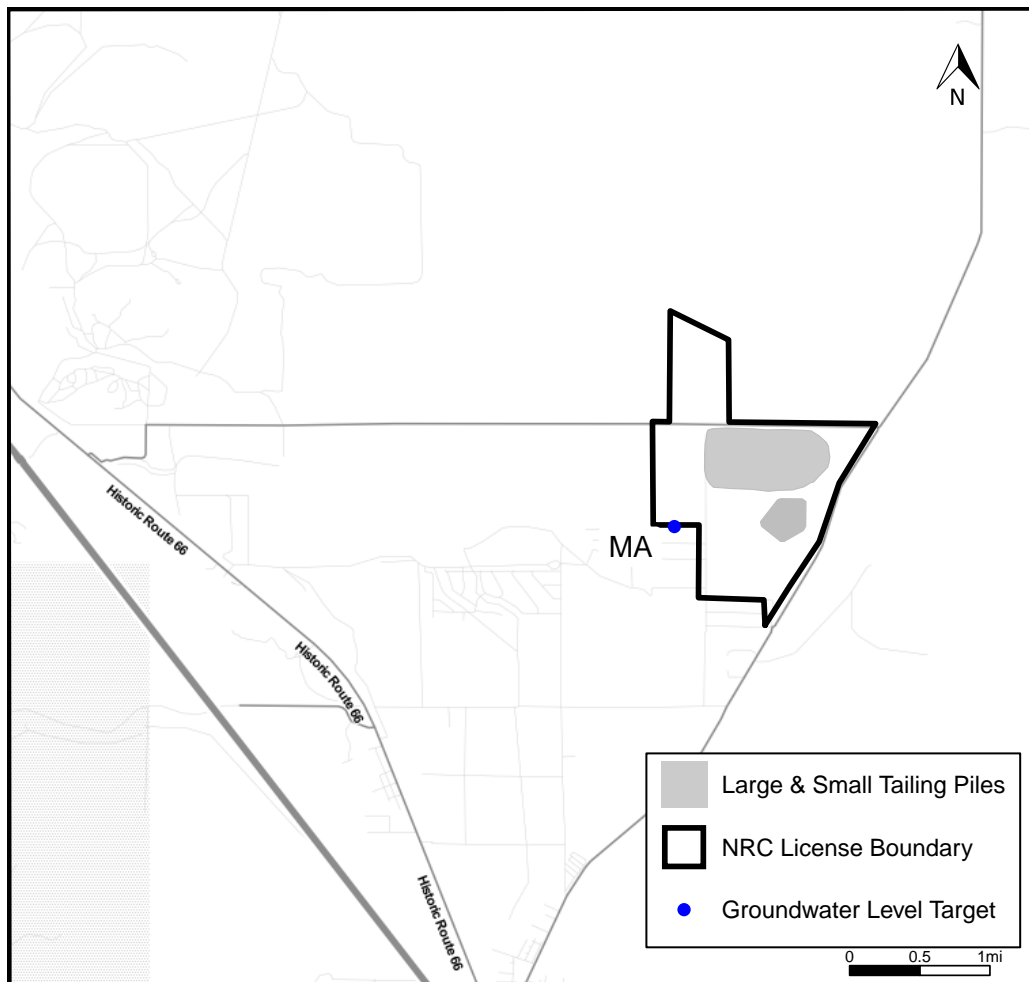 N
MA
Historic Route 66
Historic Route 66
Historic Route 66
Large & Small Tailing Piles
NRC License Boundary
Groundwater Level Target
0 0.5 1mi